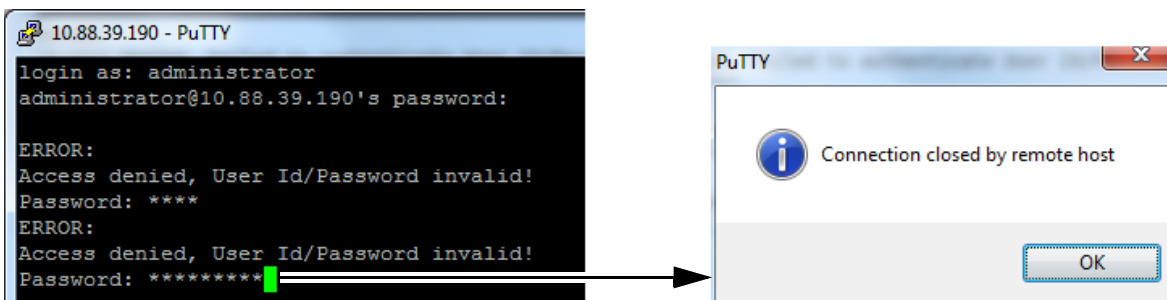 10.88.39.190 - PuTTY
login as: administrator
administrator@10.88.39.190's password:
ERROR:
Access denied, User Id/Password invalid!
Password: ****
ERROR:
Access denied, User Id/Password invalid!
Password: *********
PuTTY
Connection closed by remote host
OK